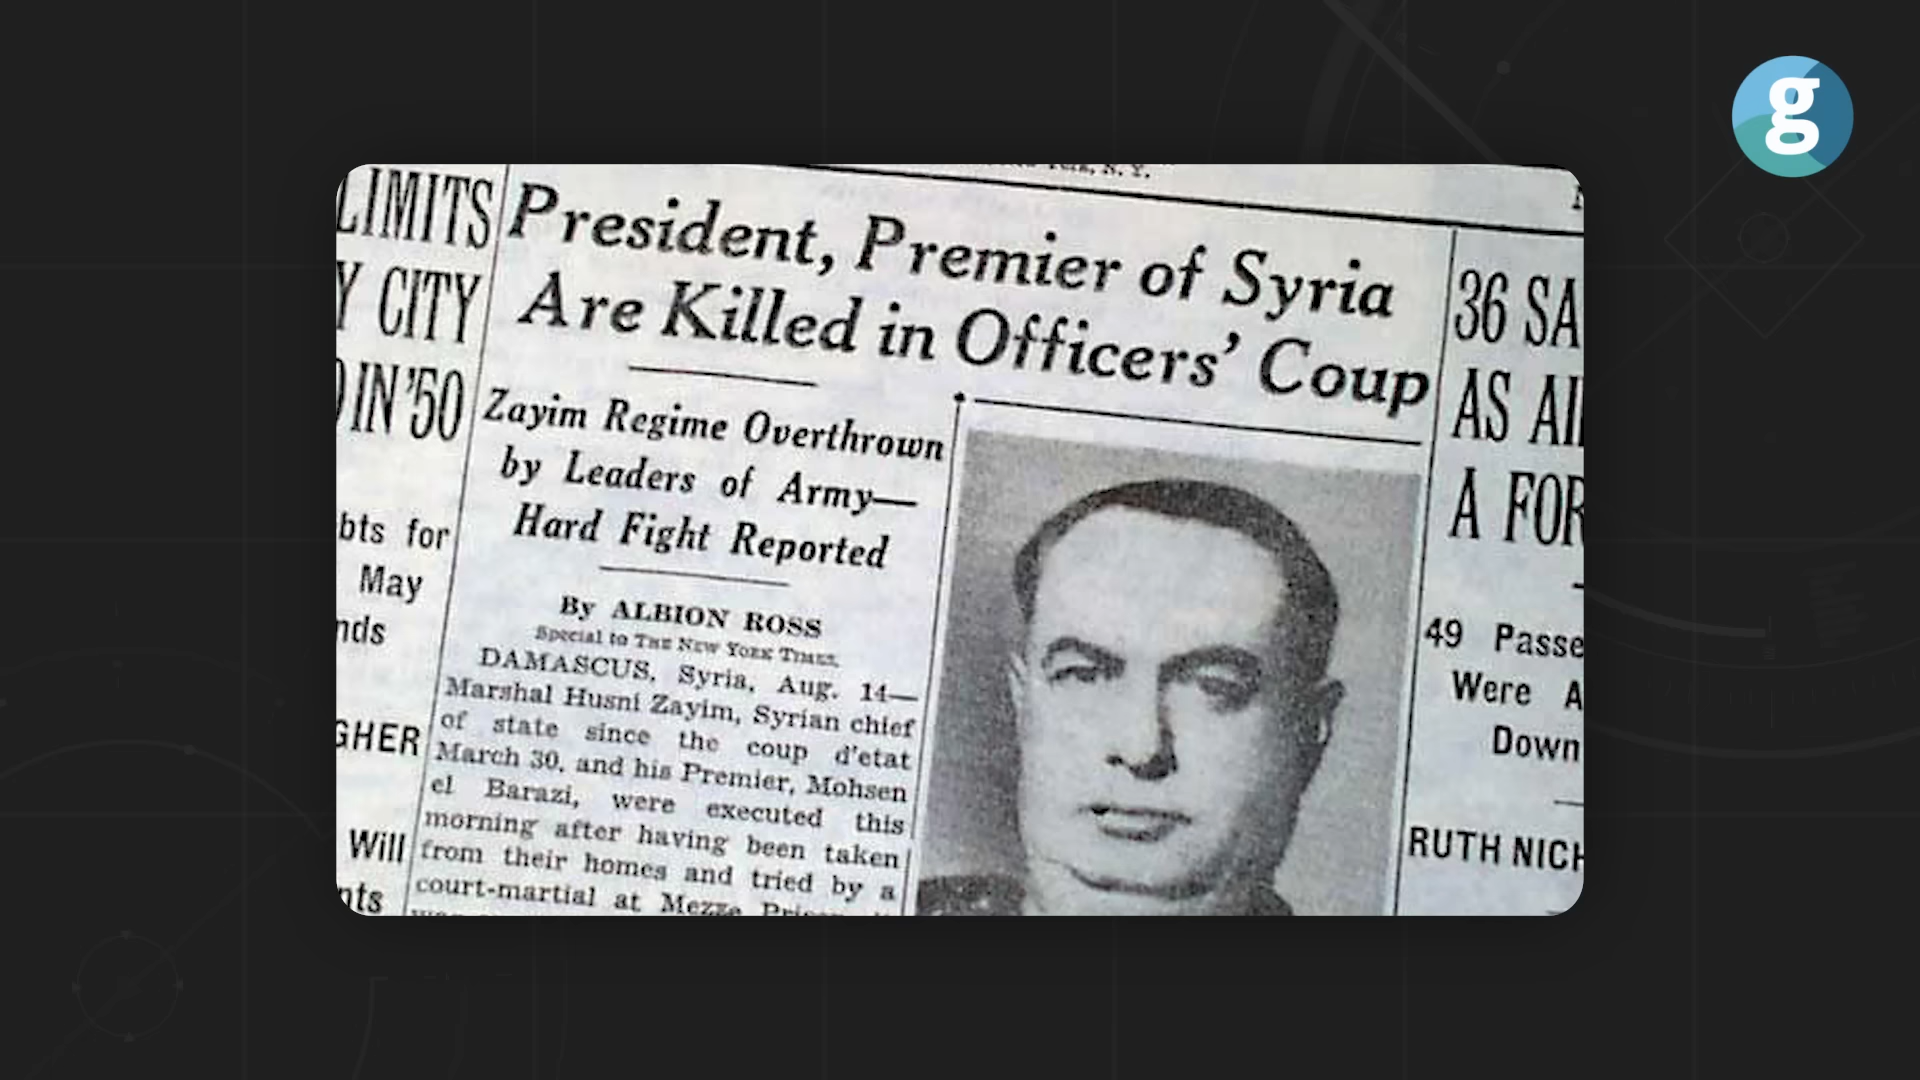 g
N. Y.
LIMITS
Y CITY
IN '50
bts for
May
nds
GHER
Will
nts
President, Premier of Syria
Are Killed in Officers' Coup
Zayim Regime Overthrown
by Leaders of Army—
Hard Fight Reported
By ALBION ROSS
Special to THE NEW YORK TIMES.
DAMASCUS, Syria, Aug. 14—
Marshal Husni Zayim, Syrian chief
of state since the coup d'etat
March 30, and his Premier, Mohsen
el Barazi, were executed this
morning after having been taken
from their homes and tried by a
court-martial at Mezze
36 SA
AS AI
A FOR
49 Passe
Were A
Down
RUTH NICH